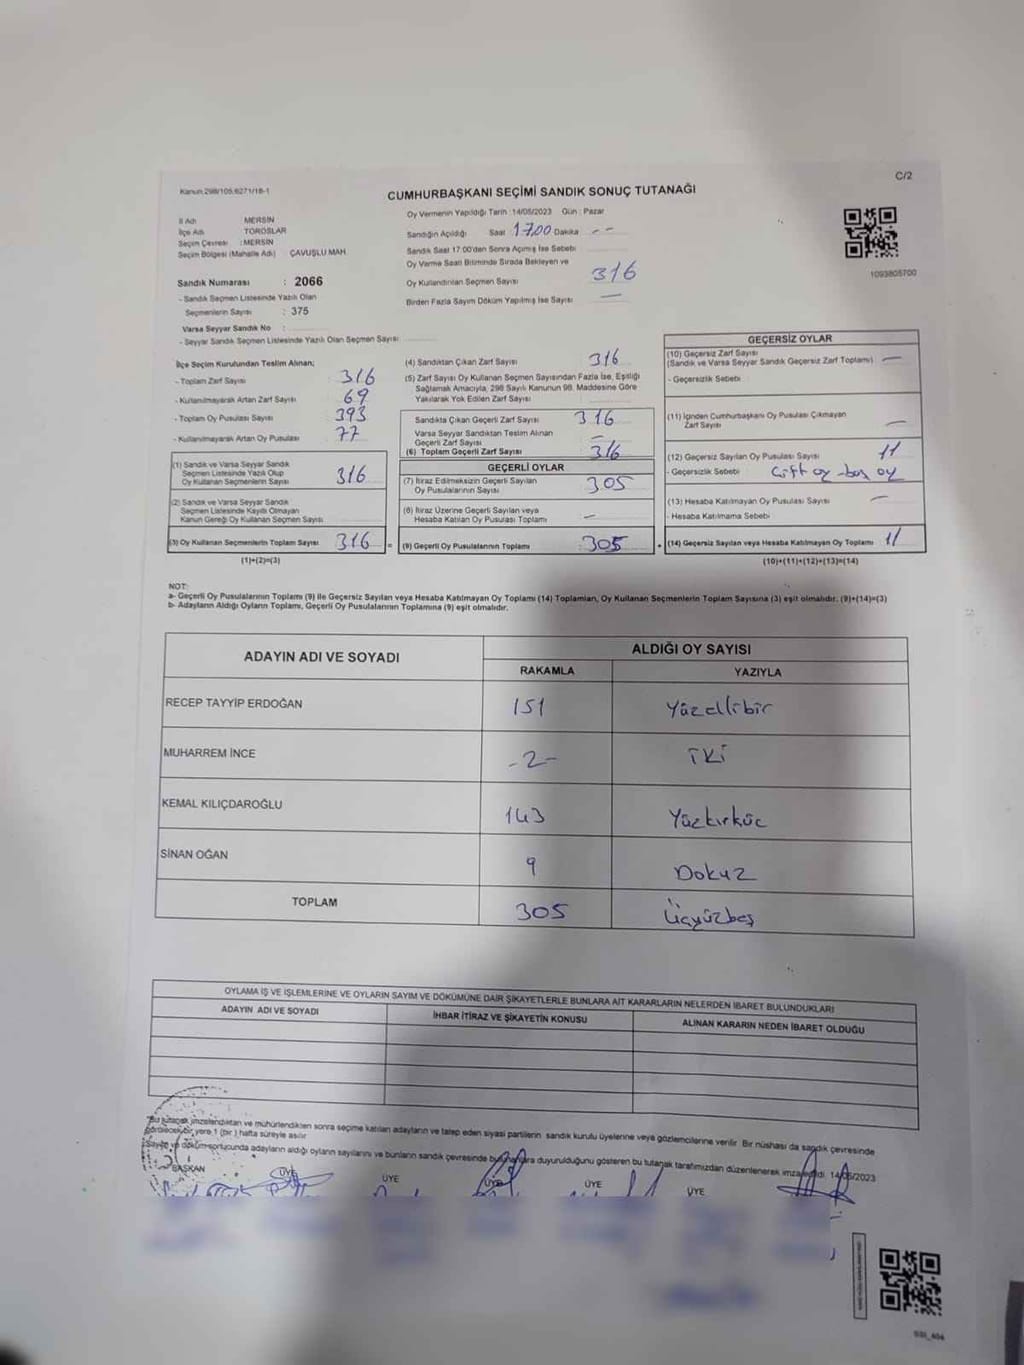 C/2
Kanun 298/105,6271/18-1
CUMHURBAŞKANI SEÇİMİ SANDIK SONUÇ TUTANAĞI
Oy Vermenin Yapıldığı Tarih :14/05/2023 Gün : Pazar
İl Adı MERSİN
İlçe Adı TOROSLAR
Seçim Çevresi :MERSİN
Seçim Bölgesi (Mahalle Adı) ÇAVUŞLU MAH.
Sandık Numarası : 2066
- Sandık Seçmen Listesinde Yazılı Olan
Seçmenlerin Sayısı : 375
Varsa Seyyar Sandık No :
- Seyyar Sandık Seçmen Listesinde Yazılı Olan Seçmen Sayısı
Sandığın Açıldığı Saat 1700 Dakika --
Sandık Saat 17:00'dan Sonra Açılmış İse Sebebi
Oy Verme Saati Bitiminde Sırada Bekleyen ve
Oy Kullandırılan Seçmen Sayısı 316
Birden Fazla Sayım Döküm Yapılmış İse Sayısı —
1093805700
İlçe Seçim Kurulundan Teslim Alınan;
- Toplam Zarf Sayısı 316
- Kullanılmayarak Artan Zarf Sayısı 69
- Toplam Oy Pusulası Sayısı 393
- Kullanılmayarak Artan Oy Pusulası 77
(1) Sandık ve Varsa Seyyar Sandık
Seçmen Listesinde Yazılı Olup
Oy Kullanan Seçmenlerin Sayısı 316
(2) Sandık ve Varsa Seyyar Sandık
Seçmen Listesinde Kayıtlı Olmayan
Kanun Gereği Oy Kullanan Seçmen Sayısı
(3) Oy Kullanan Seçmenlerin Toplam Sayısı 316 =
(1)+(2)=(3)
(4) Sandıktan Çıkan Zarf Sayısı 316
(5) Zarf Sayısı Oy Kullanan Seçmen Sayısından Fazla İse, Eşitliği
Sağlamak Amacıyla, 298 Sayılı Kanunun 98. Maddesine Göre
Yakılarak Yok Edilen Zarf Sayısı
Sandıkta Çıkan Geçerli Zarf Sayısı 316
Varsa Seyyar Sandıktan Teslim Alınan
Geçerli Zarf Sayısı —
(6) Toplam Geçerli Zarf Sayısı 316
GEÇERLİ OYLAR
(7) İtiraz Edilmeksizin Geçerli Sayılan
Oy Pusulalarının Sayısı 305
(8) İtiraz Üzerine Geçerli Sayılan veya
Hesaba Katılan Oy Pusulası Toplamı —
(9) Geçerli Oy Pusulalarının Toplamı 305 +
GEÇERSİZ OYLAR
(10) Geçersiz Zarf Sayısı
(Sandık ve Varsa Seyyar Sandık Geçersiz Zarf Toplamı) —
- Geçersizlik Sebebi
(11) İçinden Cumhurbaşkanı Oy Pusulası Çıkmayan
Zarf Sayısı —
(12) Geçersiz Sayılan Oy Pusulası Sayısı 11
- Geçersizlik Sebebi Çift oy - boş oy
(13) Hesaba Katılmayan Oy Pusulası Sayısı —
- Hesaba Katılmama Sebebi
(14) Geçersiz Sayılan veya Hesaba Katılmayan Oy Toplamı 11
(10)+(11)+(12)+(13)=(14)
NOT:
a- Geçerli Oy Pusulalarının Toplamı (9) ile Geçersiz Sayılan veya Hesaba Katılmayan Oy Toplamı (14) Toplamları, Oy Kullanan Seçmenlerin Toplam Sayısına (3) eşit olmalıdır. (9)+(14)=(3)
b- Adayların Aldığı Oyların Toplamı, Geçerli Oy Pusulalarının Toplamına (9) eşit olmalıdır.
ADAYIN ADI VE SOYADI ALDIĞI OY SAYISI
RAKAMLA YAZIYLA
RECEP TAYYİP ERDOĞAN 151 Yüzellibir
MUHARREM İNCE -2- İki
KEMAL KILIÇDAROĞLU 143 Yüzkırküç
SİNAN OĞAN 9 Dokuz
TOPLAM 305 Üçyüzbeş
OYLAMA İŞ VE İŞLEMLERİNE VE OYLARIN SAYIM VE DÖKÜMÜNE DAİR ŞİKAYETLERLE BUNLARA AİT KARARLARIN NELERDEN İBARET BULUNDUKLARI
ADAYIN ADI VE SOYADI İHBAR İTİRAZ VE ŞİKAYETİN KONUSU ALINAN KARARIN NEDEN İBARET OLDUĞU
"Bu tutanak imzalandıktan ve mühürlendikten sonra seçime katılan adayların ve talep eden siyasi partilerin sandık kurulu üyelerine veya gözlemcilerine verilir. Bir nüshası da sandık çevresinde
görülecek bir yere 1 (bir) hafta süreyle asılır
Sayım ve döküm sonucunda adayların aldığı oyların sayılarını ve bunların sandık çevresinde bulunanlara duyurulduğunu gösteren bu tutanak tarafımızdan düzenlenerek imza edildi. 14/05/2023
BAŞKAN ÜYE ÜYE ÜYE ÜYE ÜYE